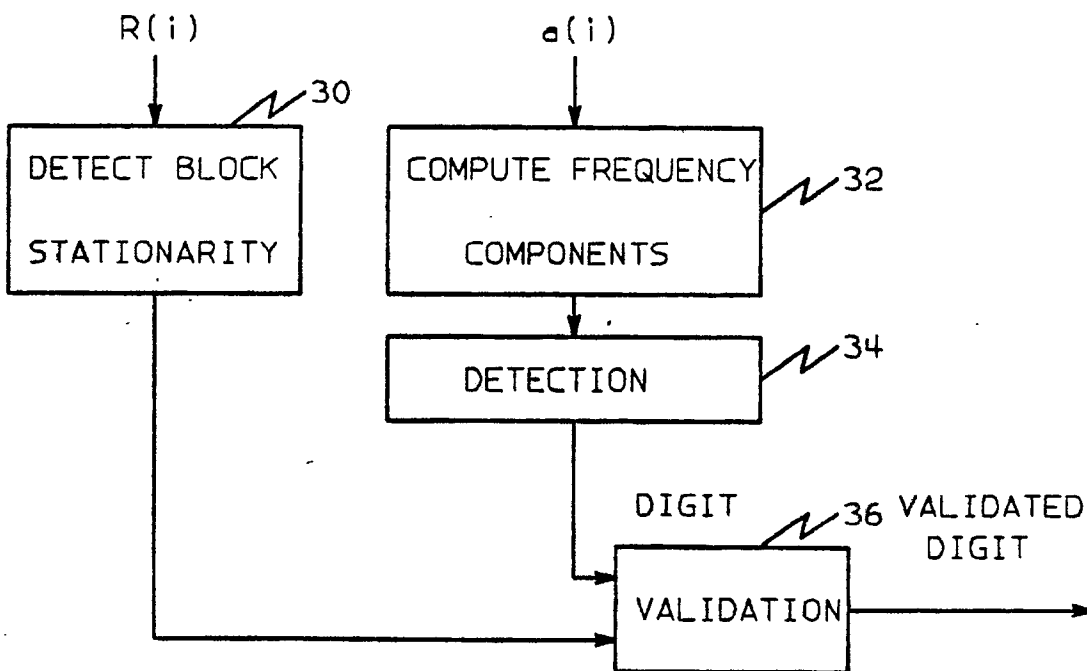 R(i)
a(i)
30
DETECT BLOCK
STATIONARITY
COMPUTE FREQUENCY
COMPONENTS
32
DETECTION
34
DIGIT
36
VALIDATED
DIGIT
VALIDATION